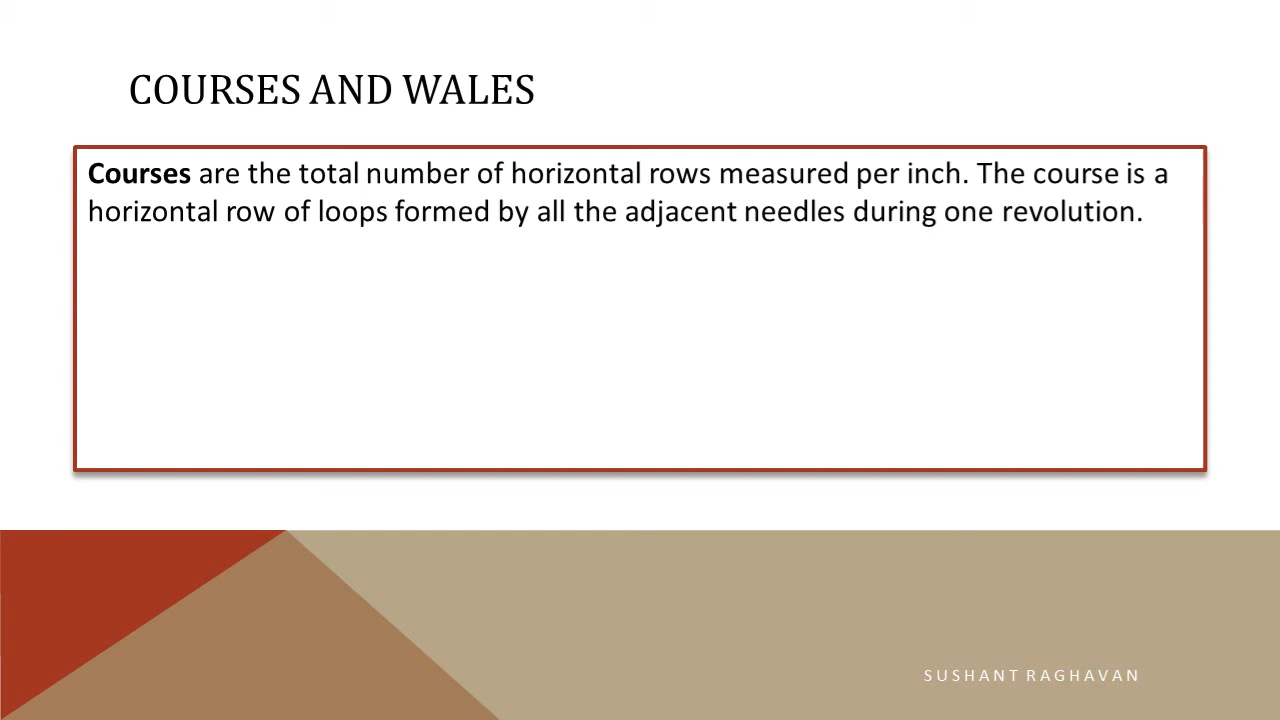 COURSES AND WALES
Courses are the total number of horizontal rows measured per inch. The course is a
horizontal row of loops formed by all the adjacent needles during one revolution.
SUSHANT RAGHAVAN